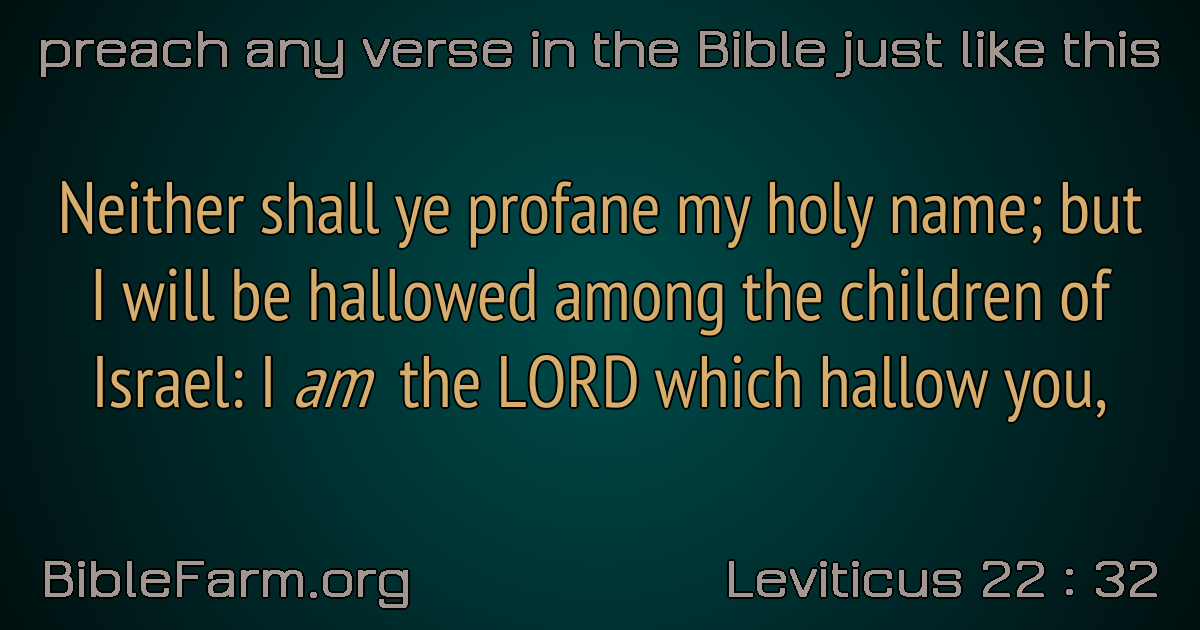 preach any verse in the Bible just like this
Neither shall ye profane my holy name; but
I will be hallowed among the children of
Israel: I am the LORD which hallow you,
BibleFarm.org
Leviticus 22 : 32